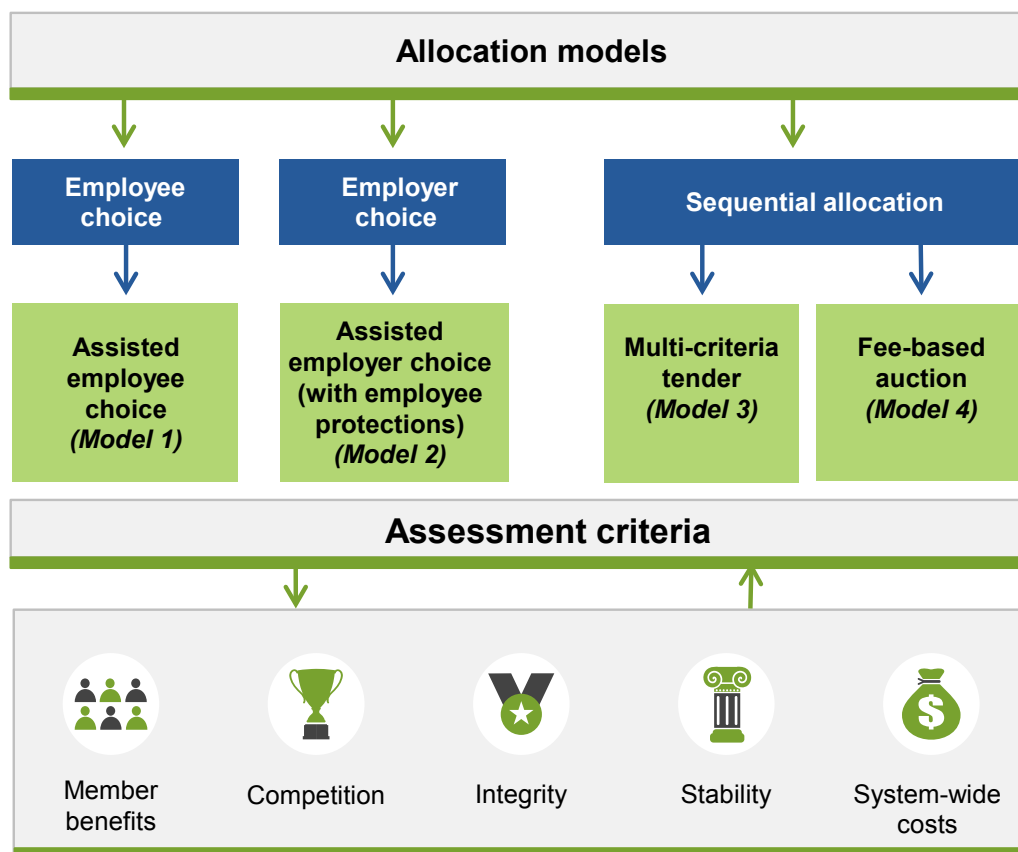 Allocation models
Employee
choice
Employer
choice
Sequential allocation
Assisted
employee
choice
(Model 1)
Assisted
employer choice
(with employee
protections)
(Model 2)
Multi-criteria
tender
(Model 3)
Fee-based
auction
(Model 4)
Assessment criteria
$
Member
benefits
Competition
Integrity
Stability
System-wide
costs